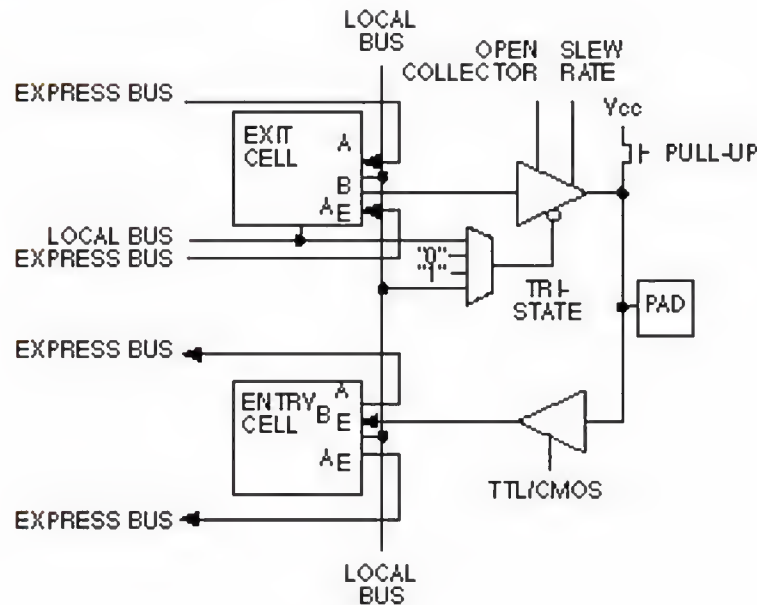 LOCAL
BUS
OPEN
COLLECTOR
SLEW
RATE
EXPRESS BUS
Vcc
EXIT
CELL
A
PULL-UP
B
A E
LOCAL BUS
EXPRESS BUS
"0"
"1"
TRI-
STATE
PAD
EXPRESS BUS
ENTRY
CELL
A
B E
A E
TTL/CMOS
EXPRESS BUS
LOCAL
BUS